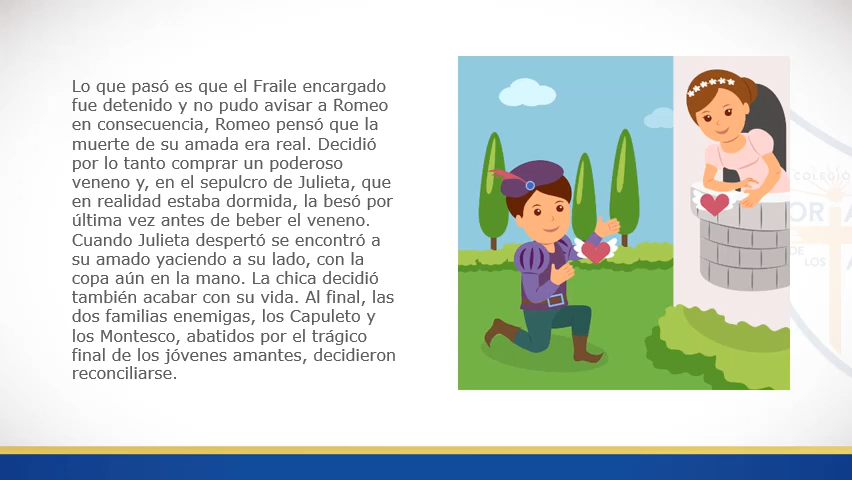 Lo que pasó es que el Fraile encargado
fue detenido y no pudo avisar a Romeo
en consecuencia, Romeo pensó que la
muerte de su amada era real. Decidió
por lo tanto comprar un poderoso
veneno y, en el sepulcro de Julieta, que
en realidad estaba dormida, la besó por
última vez antes de beber el veneno.
Cuando Julieta despertó se encontró a
su amado yaciendo a su lado, con la
copa aún en la mano. La chica decidió
también acabar con su vida. Al final, las
dos familias enemigas, los Capuleto y
los Montesco, abatidos por el trágico
final de los jóvenes amantes, decidieron
reconciliarse.
COLEGIO
DE
LOS